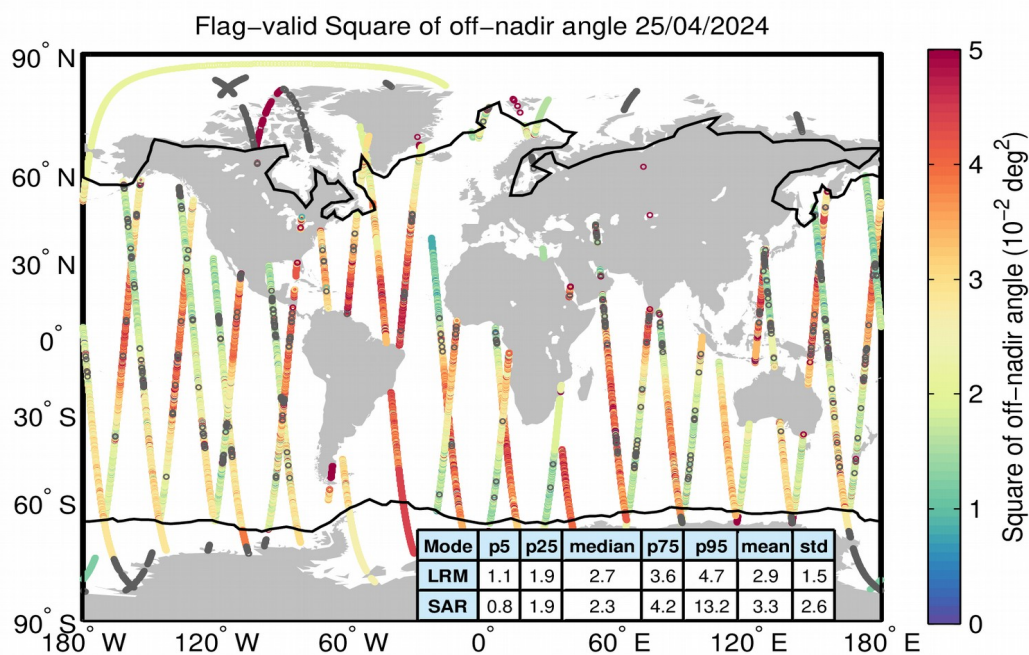 Flag-valid Square of off-nadir angle 25/04/2024
90° N
60° N
30° N
0°
30° S
60° S
90° S
180° W
120° W
60° W
0°
60° E
120° E
180° E
Mode p5 p25 median p75 p95 mean std
LRM 1.1 1.9 2.7 3.6 4.7 2.9 1.5
SAR 0.8 1.9 2.3 4.2 13.2 3.3 2.6
5
4
3
2
1
0
Square of off-nadir angle (10⁻² deg²)